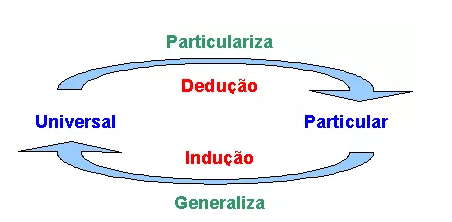 Particulariza
Dedução
Universal
Particular
Indução
Generaliza